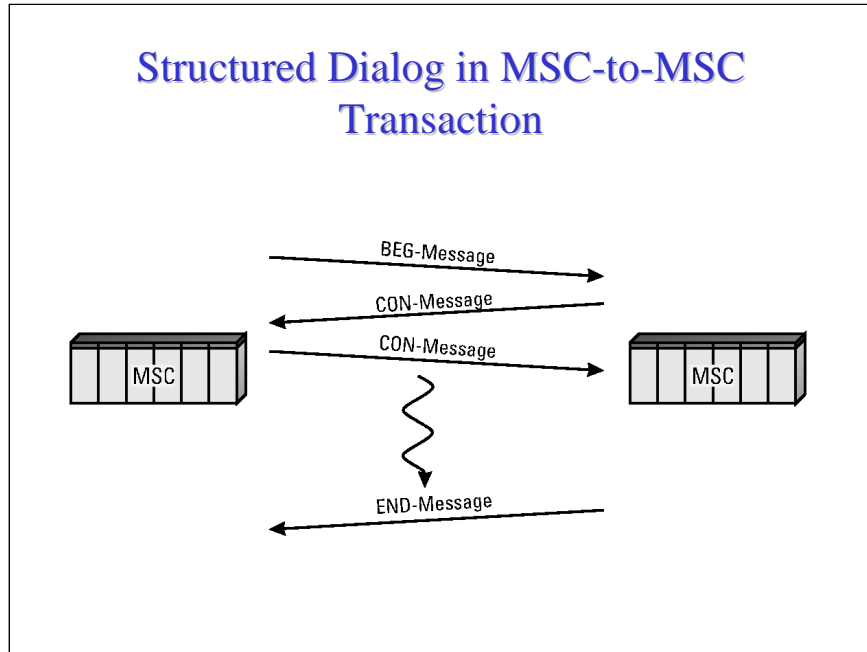 Structured Dialog in MSC-to-MSC
Transaction
BEG-Message
CON-Message
CON-Message
MSC
MSC
END-Message